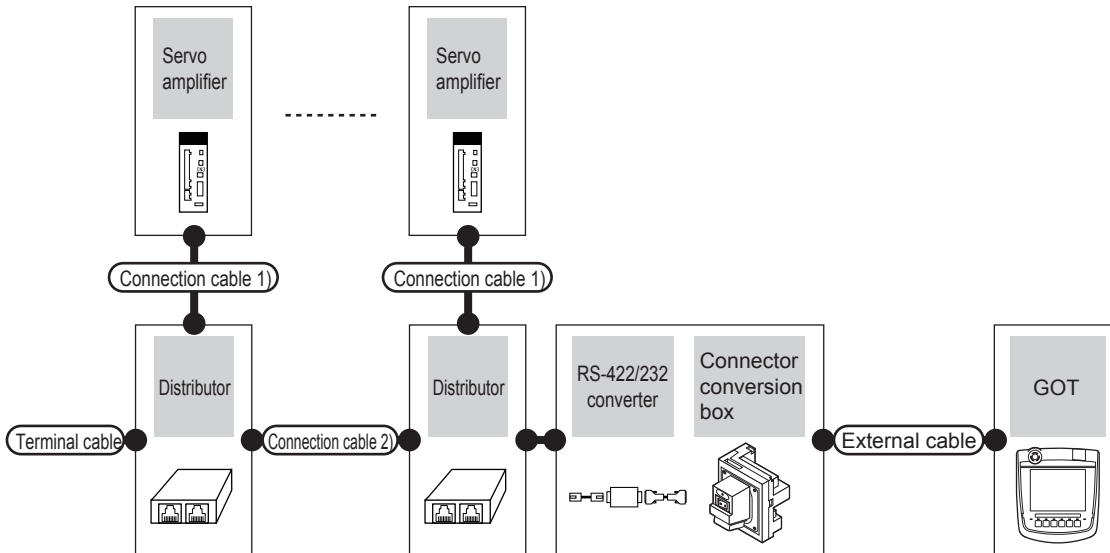 Servo
amplifier
Servo
amplifier
Connection cable 1)
Connection cable 1)
Distributor
Distributor
RS-422/232
converter
Connector
conversion
box
GOT
Terminal cable
Connection cable 2)
External cable